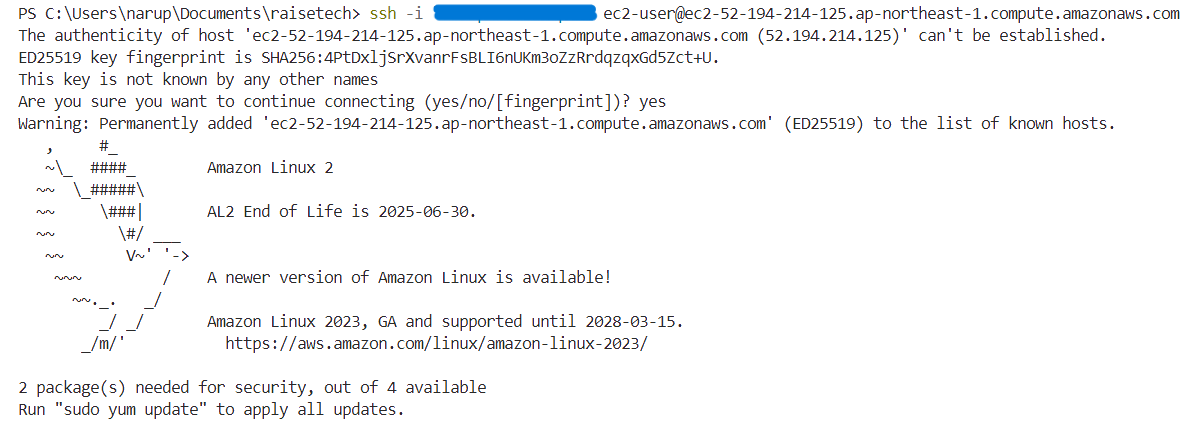 PS C:\Users\narup\Documents\raisetech> ssh -i ec2-user@ec2-52-194-214-125.ap-northeast-1.compute.amazonaws.com
The authenticity of host 'ec2-52-194-214-125.ap-northeast-1.compute.amazonaws.com (52.194.214.125)' can't be established.
ED25519 key fingerprint is SHA256:4PtDxljSrXvanrFsBLI6nUKm3oZzRrdqzqxGd5Zct+U.
This key is not known by any other names
Are you sure you want to continue connecting (yes/no/[fingerprint])? yes
Warning: Permanently added 'ec2-52-194-214-125.ap-northeast-1.compute.amazonaws.com' (ED25519) to the list of known hosts.
   ,     #_
   ~\_  ####_        Amazon Linux 2
  ~~  \_#####\
  ~~     \###|       AL2 End of Life is 2025-06-30.
  ~~       \#/ ___
   ~~       V~' '->
    ~~~         /    A newer version of Amazon Linux is available!
      ~~._.   _/
         _/ _/       Amazon Linux 2023, GA and supported until 2028-03-15.
       _/m/'           https://aws.amazon.com/linux/amazon-linux-2023/
2 package(s) needed for security, out of 4 available
Run "sudo yum update" to apply all updates.